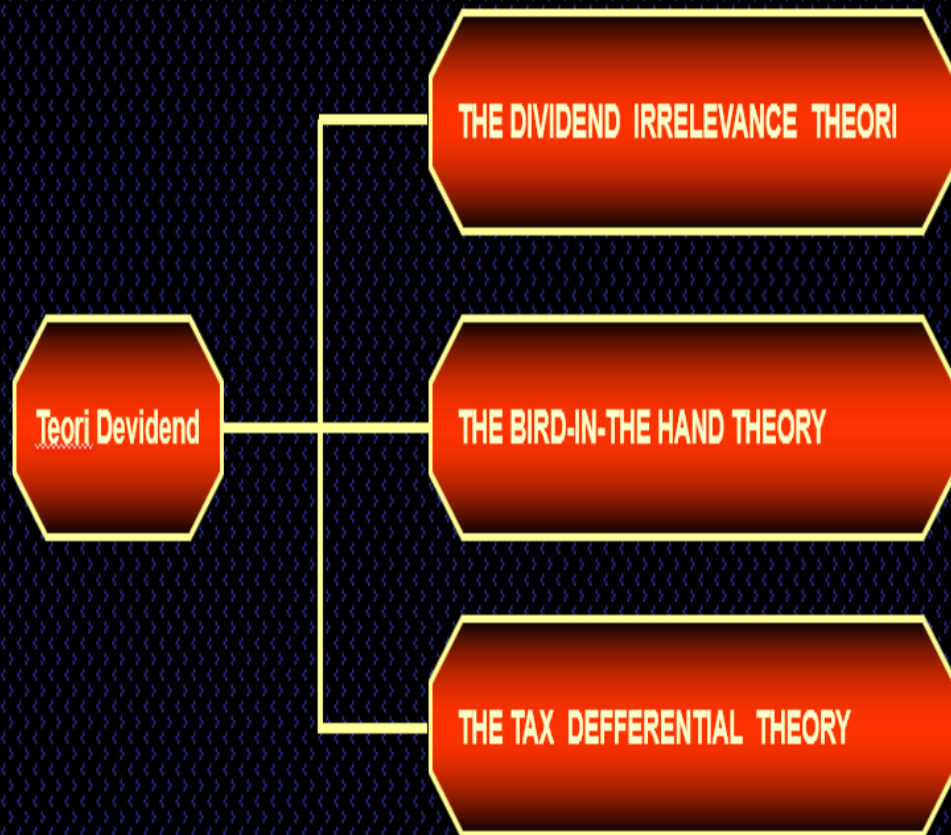 THE DIVIDEND IRRELEVANCE THEORI
Teori Devidend
THE BIRD-IN-THE HAND THEORY
THE TAX DEFFERENTIAL THEORY